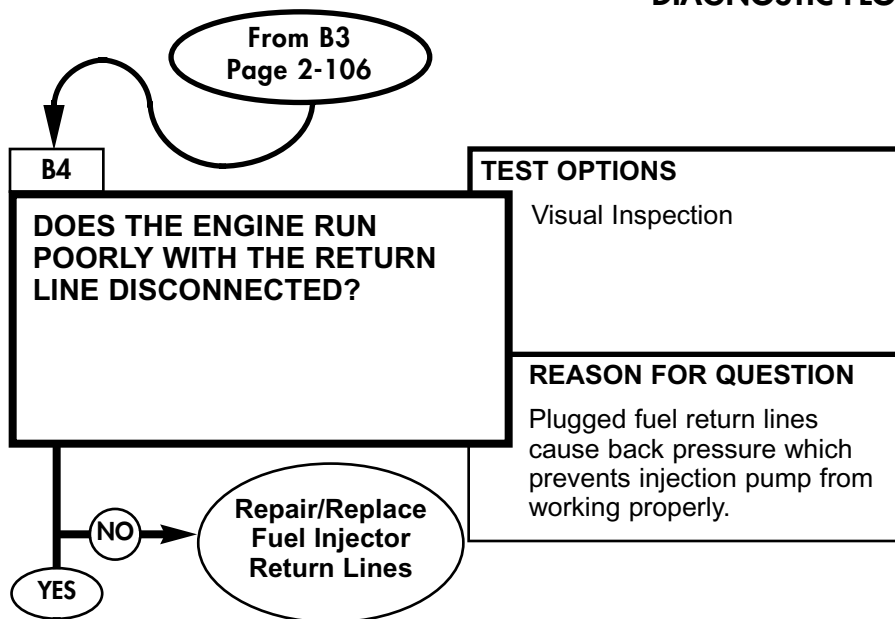 From B3
Page 2-106
B4
DOES THE ENGINE RUN
POORLY WITH THE RETURN
LINE DISCONNECTED?
TEST OPTIONS
Visual Inspection
REASON FOR QUESTION
Plugged fuel return lines
cause back pressure which
prevents injection pump from
working properly.
NO
Repair/Replace
Fuel Injector
Return Lines
YES